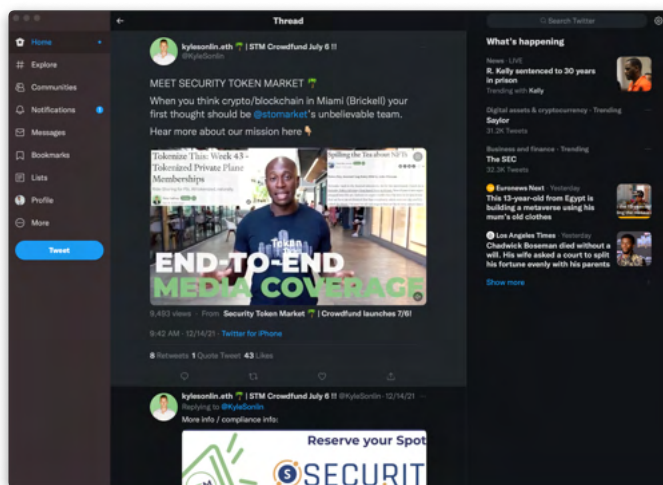 Thread
Search Twitter
Home
Explore
Communities
Notifications
Messages
Bookmarks
Lists
Profile
More
Tweet
kylesonlin.eth 🌴 | STM Crowdfund July 6 !!
@KyleSonlin
MEET SECURITY TOKEN MARKET 🌴
When you think crypto/blockchain in Miami (Brickell) your
first thought should be @stomarket's unbelievable team.
Hear more about our mission here 👇
Tokenize This: Week 43 -
Tokenized Private Plane
Memberships
Spilling the Tea about NFTs
Token
END-TO-END
MEDIA COVERAGE
9,493 views · From Security Token Market 🌴 | Crowdfund launches 7/6!
9:42 AM · 12/14/21 · Twitter for iPhone
8 Retweets 1 Quote Tweet 43 Likes
kylesonlin.eth 🌴 | STM Crowdfund July 6 !! @KyleSonlin · 12/14/21
Replying to @KyleSonlin
More info / compliance info:
Reserve your Spot
SECURIT
What's happening
News · LIVE
R. Kelly sentenced to 30 years
in prison
Trending with Kelly
Digital assets & cryptocurrency · Trending
Saylor
31.2K Tweets
Business and finance · Trending
The SEC
32.3K Tweets
Euronews Next · Yesterday
This 13-year-old from Egypt is
building a metaverse using his
mum's old clothes
Los Angeles Times · Yesterday
Chadwick Boseman died without a
will. His wife asked a court to split
his fortune evenly with his parents
Show more